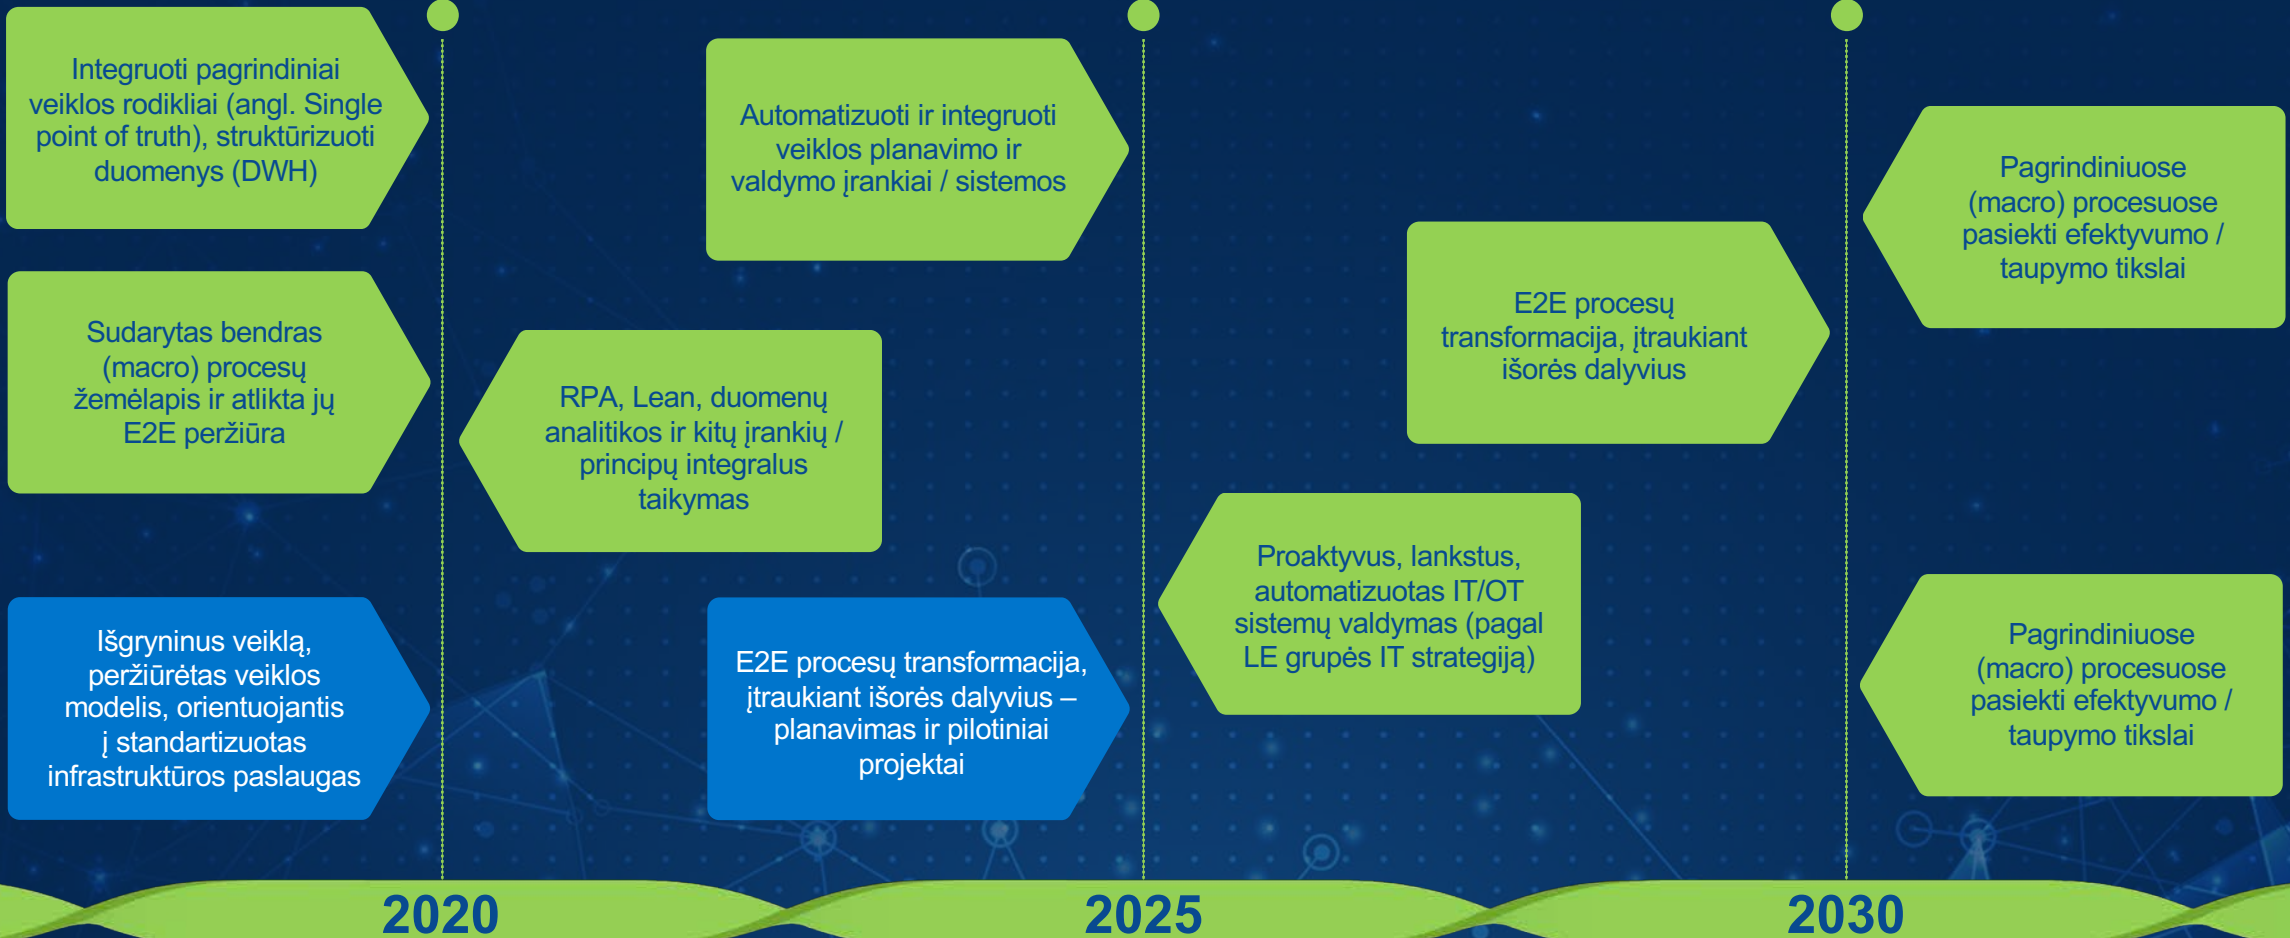 Integruoti pagrindiniai
veiklos rodikliai (angl. Single
point of truth), struktūrizuoti
duomenys (DWH)
Sudarytas bendras
(macro) procesų
žemėlapis ir atlikta jų
E2E peržiūra
Išgryninus veiklą,
peržiūrėtas veiklos
modelis, orientuojantis
į standartizuotas
infrastruktūros paslaugas
RPA, Lean, duomenų
analitikos ir kitų įrankių /
principų integralus
taikymas
Automatizuoti ir integruoti
veiklos planavimo ir
valdymo įrankiai / sistemos
E2E procesų transformacija,
įtraukiant išorės dalyvius –
planavimas ir pilotiniai
projektai
Proaktyvus, lankstus,
automatizuotas IT/OT
sistemų valdymas (pagal
LE grupės IT strategiją)
E2E procesų
transformacija, įtraukiant
išorės dalyvius
Pagrindiniuose
(macro) procesuose
pasiekti efektyvumo /
taupymo tikslai
Pagrindiniuose
(macro) procesuose
pasiekti efektyvumo /
taupymo tikslai
2020
2025
2030